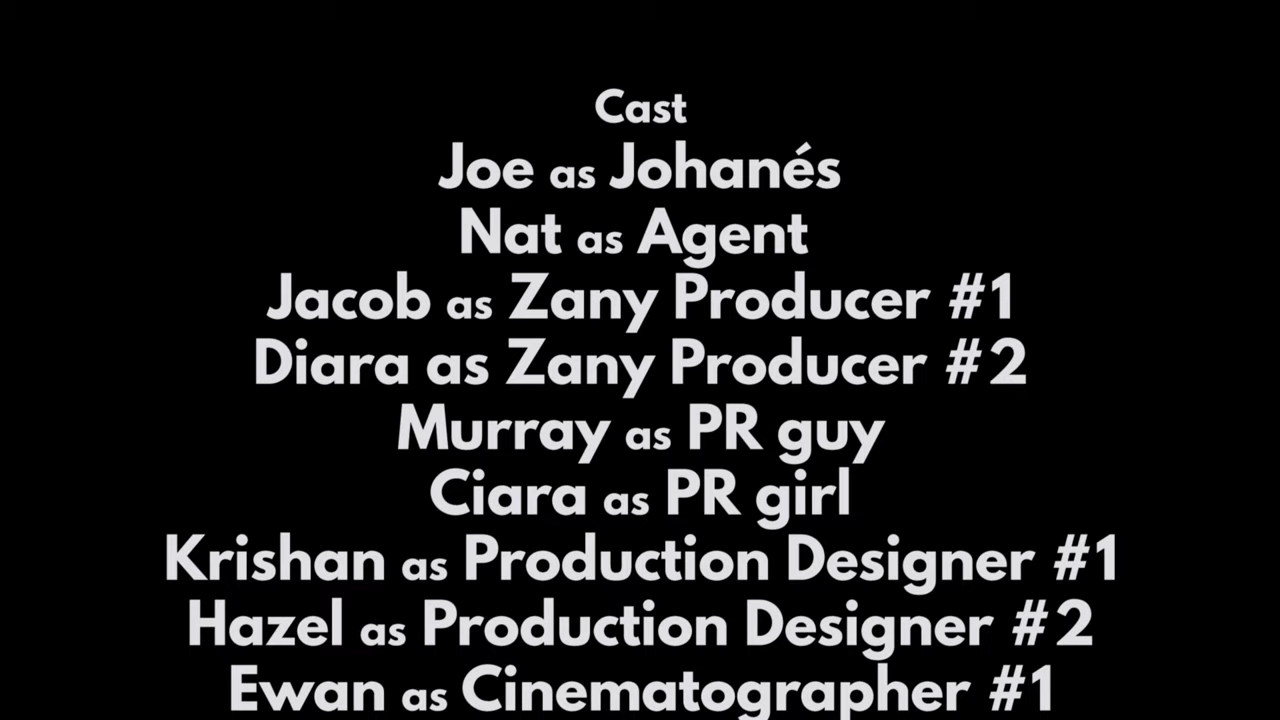 Cast
Joe as Johanés
Nat as Agent
Jacob as Zany Producer #1
Diara as Zany Producer #2
Murray as PR guy
Ciara as PR girl
Krishan as Production Designer #1
Hazel as Production Designer #2
Ewan as Cinematographer #1